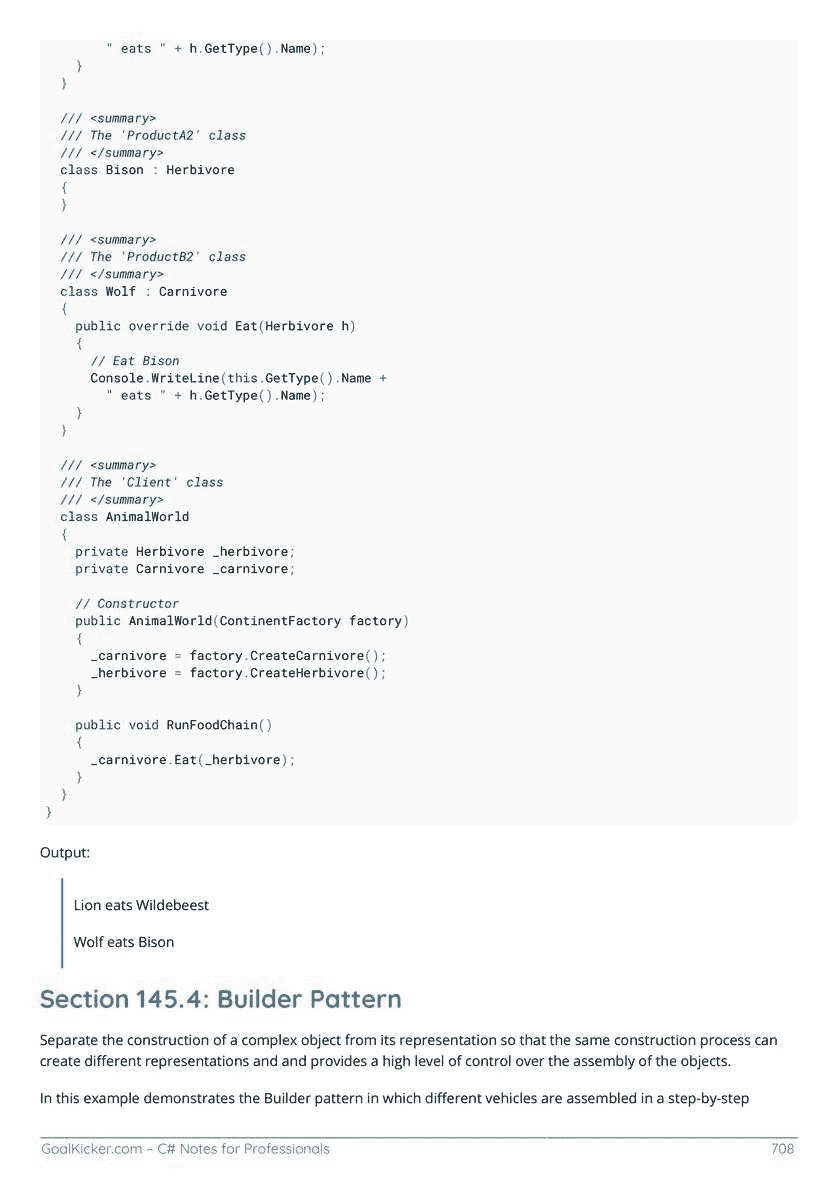 " eats " + h.GetType().Name);
}
}
/// <summary>
/// The 'ProductA2' class
/// </summary>
class Bison : Herbivore
{
}
/// <summary>
/// The 'ProductB2' class
/// </summary>
class Wolf : Carnivore
{
public override void Eat(Herbivore h)
{
// Eat Bison
Console.WriteLine(this.GetType().Name +
" eats " + h.GetType().Name);
}
}
/// <summary>
/// The 'Client' class
/// </summary>
class AnimalWorld
{
private Herbivore _herbivore;
private Carnivore _carnivore;
// Constructor
public AnimalWorld(ContinentFactory factory)
{
_carnivore = factory.CreateCarnivore();
_herbivore = factory.CreateHerbivore();
}
public void RunFoodChain()
{
_carnivore.Eat(_herbivore);
}
}
}
Output:
Lion eats Wildebeest
Wolf eats Bison
Section 145.4: Builder Pattern
Separate the construction of a complex object from its representation so that the same construction process can
create different representations and and provides a high level of control over the assembly of the objects.
In this example demonstrates the Builder pattern in which different vehicles are assembled in a step-by-step
GoalKicker.com – C# Notes for Professionals
708